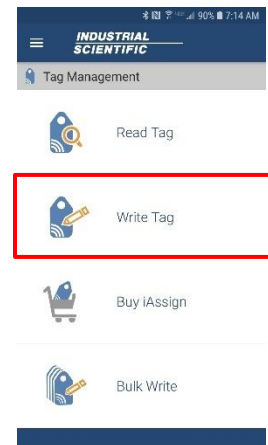 90% 7:14 AM
INDUSTRIAL
SCIENTIFIC
Tag Management
Read Tag
Write Tag
Buy iAssign
Bulk Write